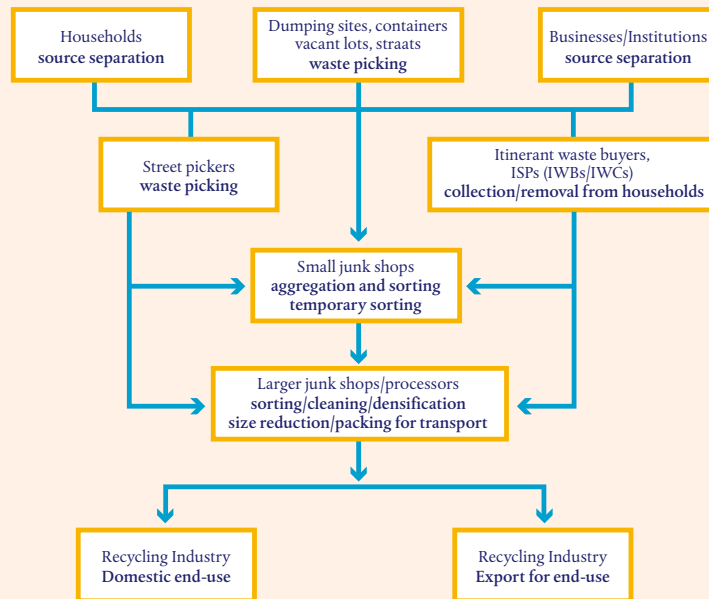 Households
source separation
Dumping sites, containers
vacant lots, straats
waste picking
Businesses/Institutions
source separation
Street pickers
waste picking
Itinerant waste buyers,
ISPs (IWBs/IWCs)
collection/removal from households
Small junk shops
aggregation and sorting
temporary sorting
Larger junk shops/processors
sorting/cleaning/densification
size reduction/packing for transport
Recycling Industry
Domestic end-use
Recycling Industry
Export for end-use